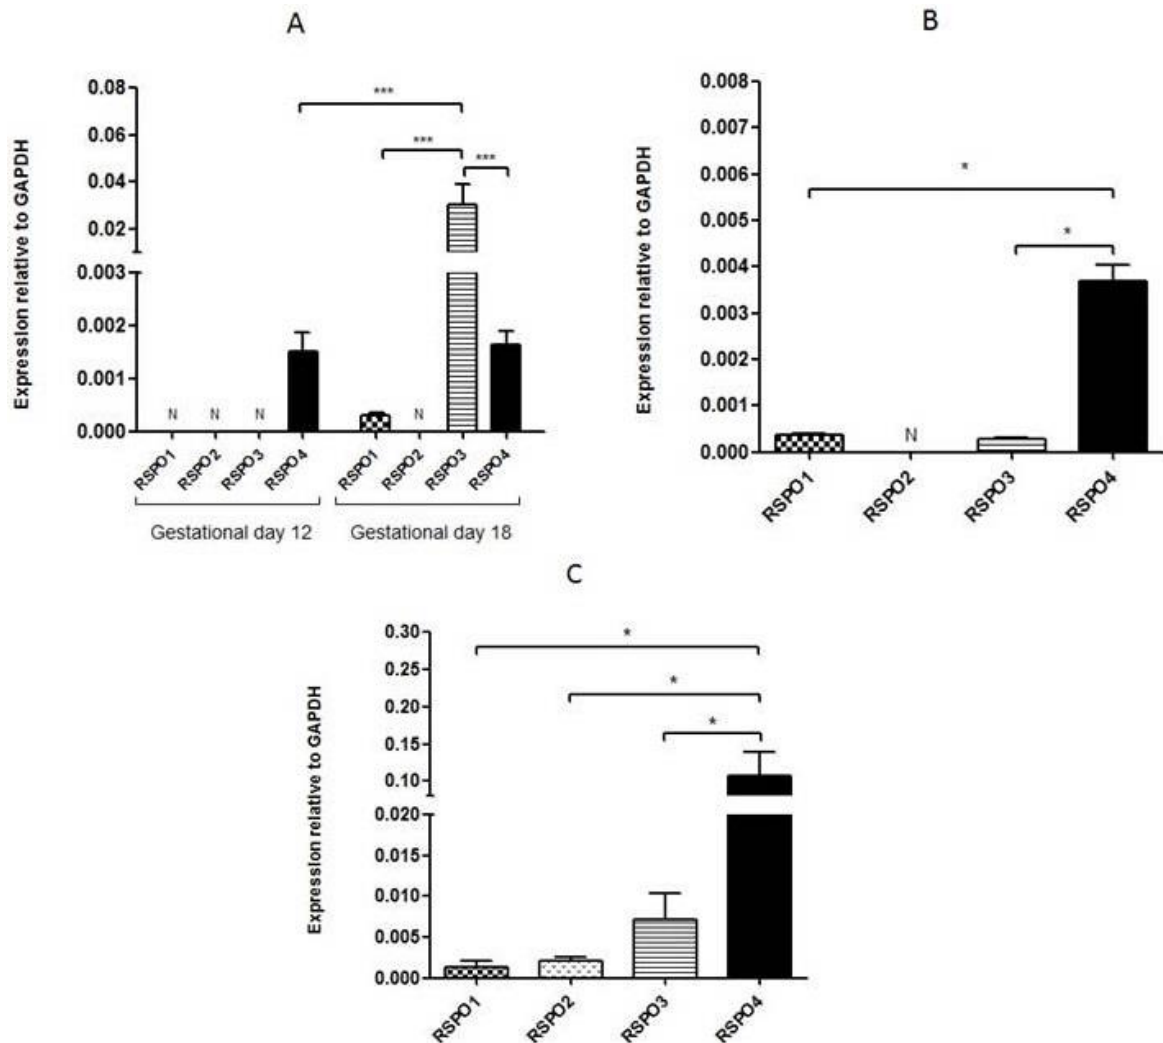 A
Expression relative to GAPDH
0.08
0.06
0.04
0.02
0.003
0.002
0.001
0.000
***
***
***
N
N
N
N
RSPO1
RSPO2
RSPO3
RSPO4
RSPO1
RSPO2
RSPO3
RSPO4
Gestational day 12
Gestational day 18
B
Expression relative to GAPDH
0.008
0.007
0.006
0.005
0.004
0.003
0.002
0.001
0.000
*
*
N
RSPO1
RSPO2
RSPO3
RSPO4
C
Expression relative to GAPDH
0.30
0.25
0.20
0.15
0.10
0.020
0.015
0.010
0.005
0.000
*
*
*
RSPO1
RSPO2
RSPO3
RSPO4